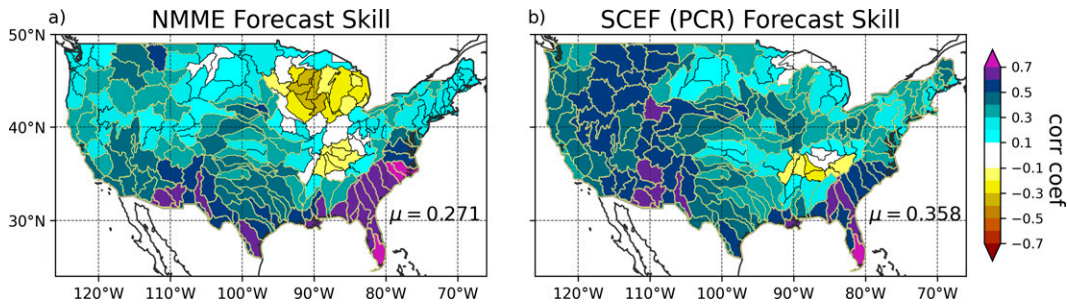 a) NMME Forecast Skill
b) SCEF (PCR) Forecast Skill
50°N
40°N
30°N
μ = 0.271
μ = 0.358
120°W 110°W 100°W 90°W 80°W 70°W
120°W 110°W 100°W 90°W 80°W 70°W
0.7
0.5
0.3
0.1
−0.1
−0.3
−0.5
−0.7
corr coef